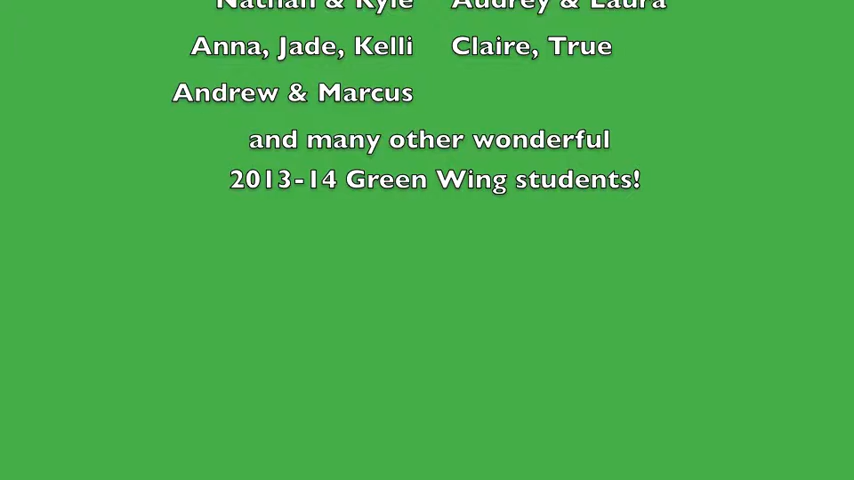 Nathan & Kyle Audrey & Laura
Anna, Jade, Kelli Claire, True
Andrew & Marcus
and many other wonderful
2013-14 Green Wing students!